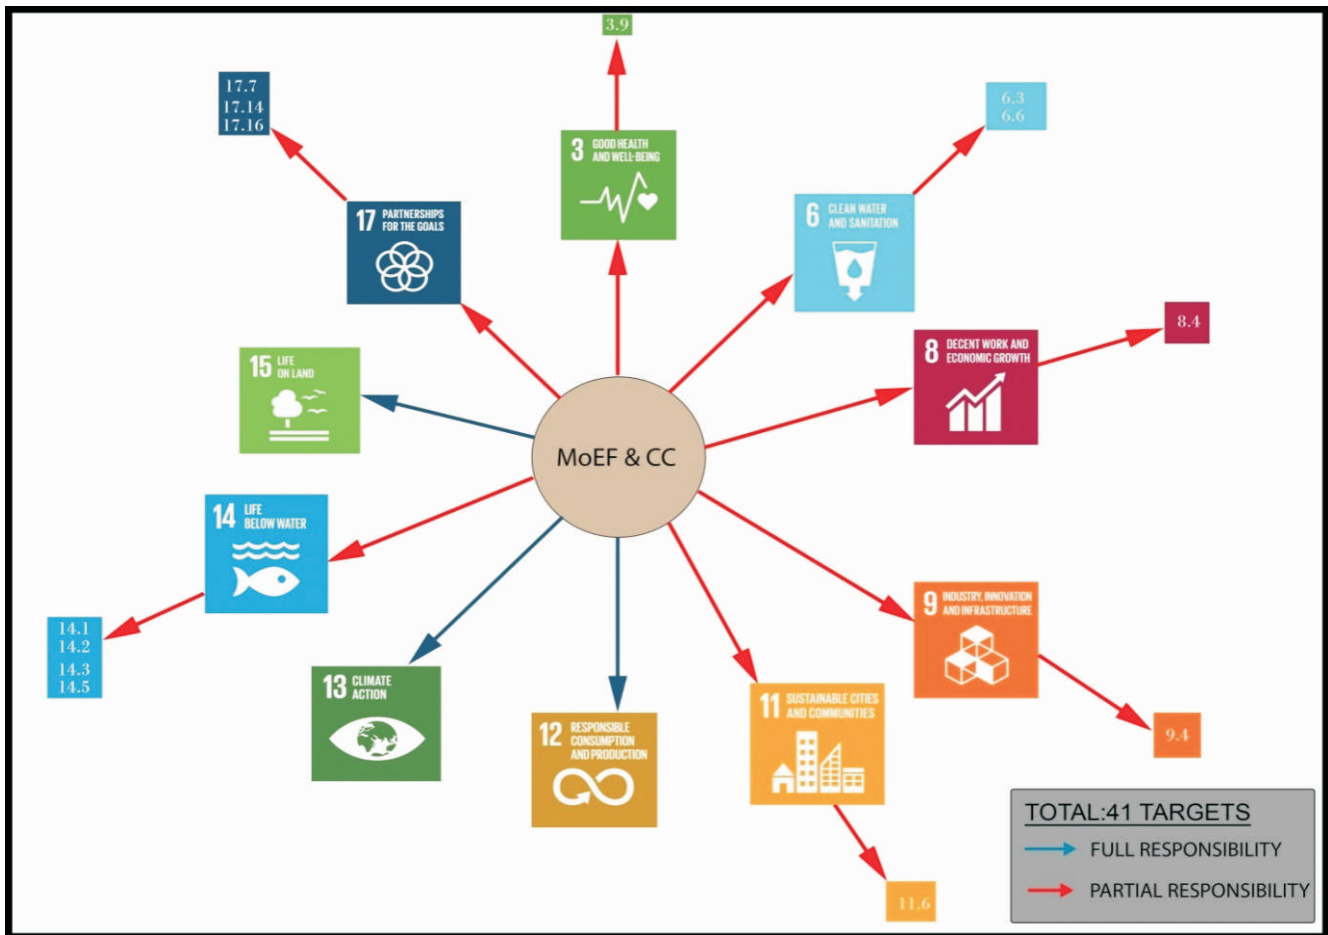 3.9
17.7
17.14
17.16
6.3
6.6
3 GOOD HEALTH
AND WELL-BEING
17 PARTNERSHIPS
FOR THE GOALS
6 CLEAN WATER
AND SANITATION
8.4
8 DECENT WORK AND
ECONOMIC GROWTH
15 LIFE
ON LAND
MoEF & CC
14 LIFE
BELOW WATER
9 INDUSTRY, INNOVATION
AND INFRASTRUCTURE
14.1
14.2
14.3
14.5
13 CLIMATE
ACTION
12 RESPONSIBLE
CONSUMPTION
AND PRODUCTION
11 SUSTAINABLE CITIES
AND COMMUNITIES
9.4
11.6
TOTAL:41 TARGETS
FULL RESPONSIBILITY
PARTIAL RESPONSIBILITY